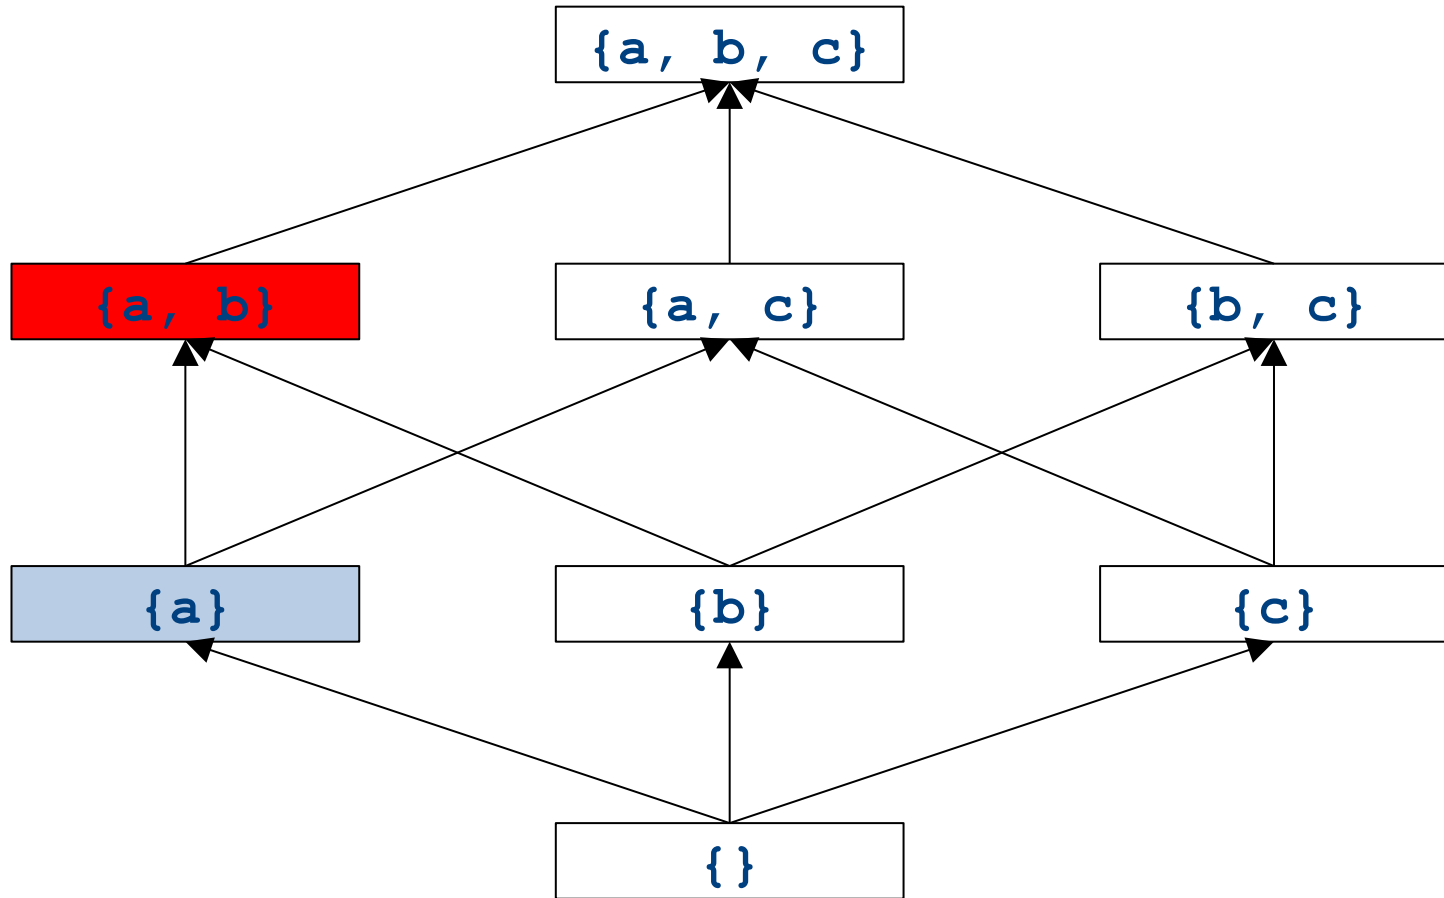 {a, b, c}
{a, b}
{a, c}
{b, c}
{a}
{b}
{c}
{}